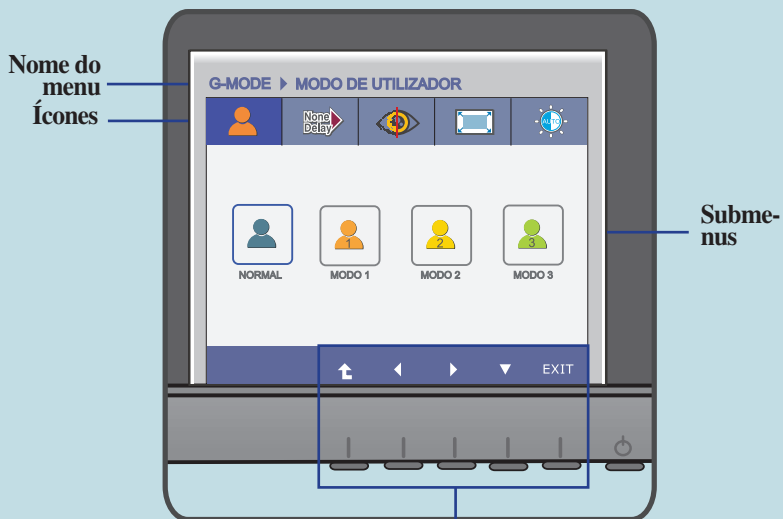 Nome do
menu
Ícones
G-MODE ▶ MODO DE UTILIZADOR
None
Delay
AUTO
1
2
3
NORMAL
MODO 1
MODO 2
MODO 3
Subme-
nus
EXIT